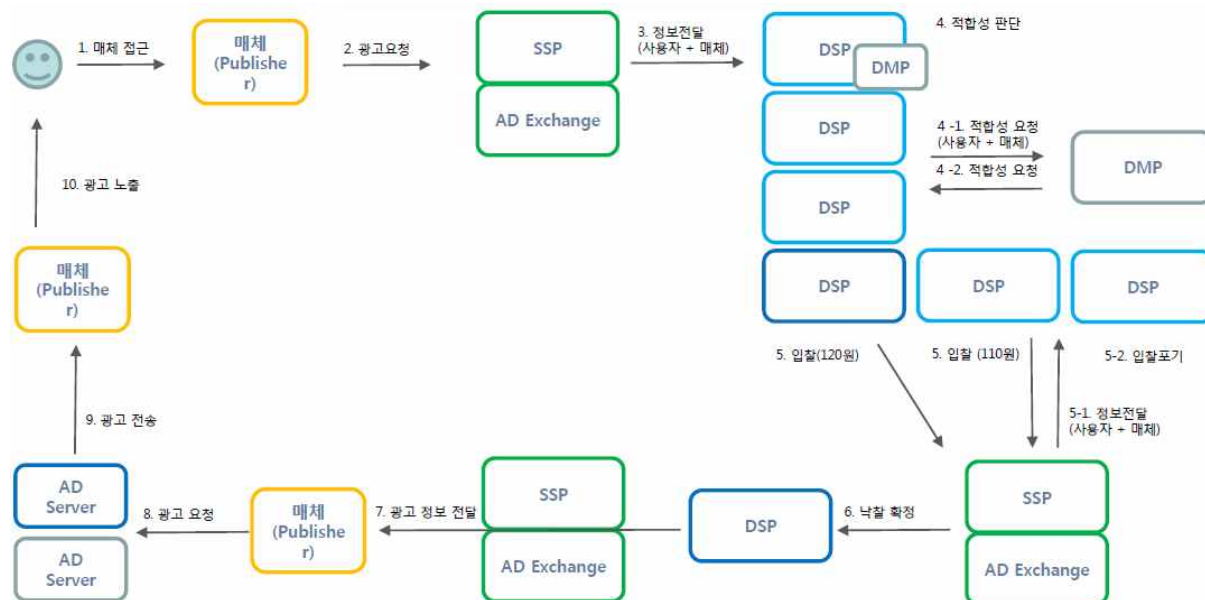 1. 매체 접근
매체
(Publishe
r)
2. 광고요청
SSP
AD Exchange
3. 정보전달
(사용자 + 매체)
DSP
DMP
4. 적합성 판단
DSP
4 -1. 적합성 요청
(사용자 + 매체)
4 -2. 적합성 요청
DMP
DSP
DSP
DSP
DSP
5. 입찰(120원)
5. 입찰 (110원)
5-2. 입찰포기
5-1. 정보전달
(사용자 + 매체)
SSP
AD Exchange
6. 낙찰 확정
DSP
SSP
AD Exchange
7. 광고 정보 전달
매체
(Publishe
r)
8. 광고 요청
AD
Server
AD
Server
9. 광고 전송
매체
(Publishe
r)
10. 광고 노출